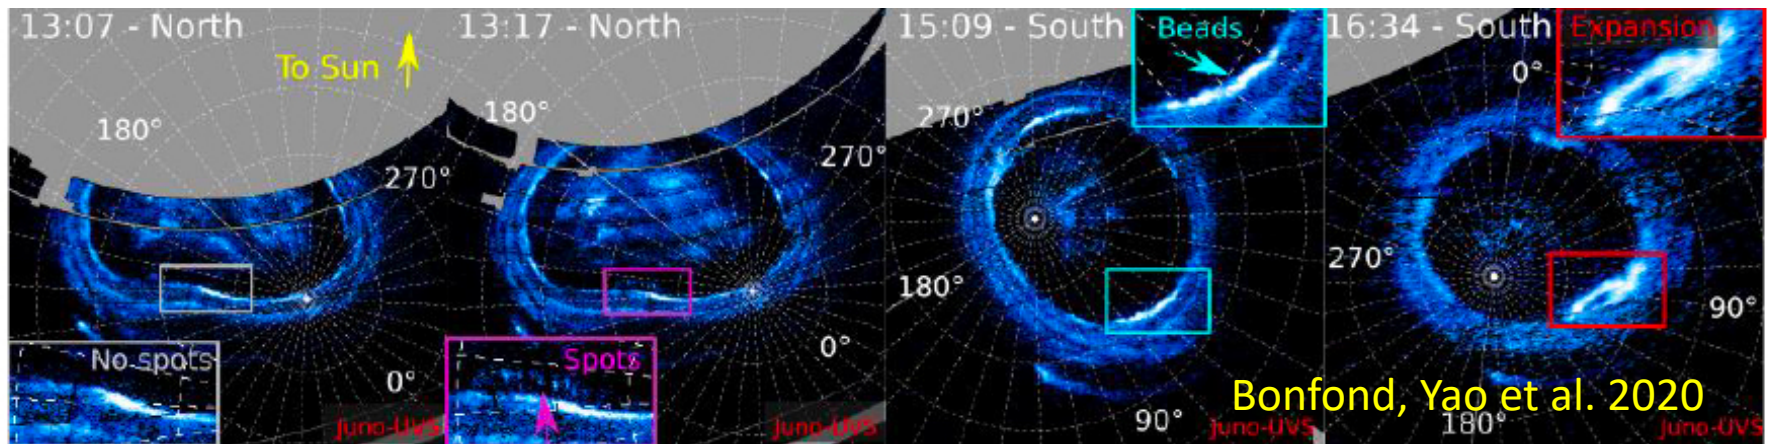 13:07 - North
To Sun
180°
270°
0°
No spots
Juno-UVS
13:17 - North
180°
270°
0°
Spots
Juno-UVS
15:09 - South
Beads
270°
180°
90°
Juno-UVS
16:34 - South
Expansion
0°
270°
90°
180°
Juno-UVS
Bonfond, Yao et al. 2020